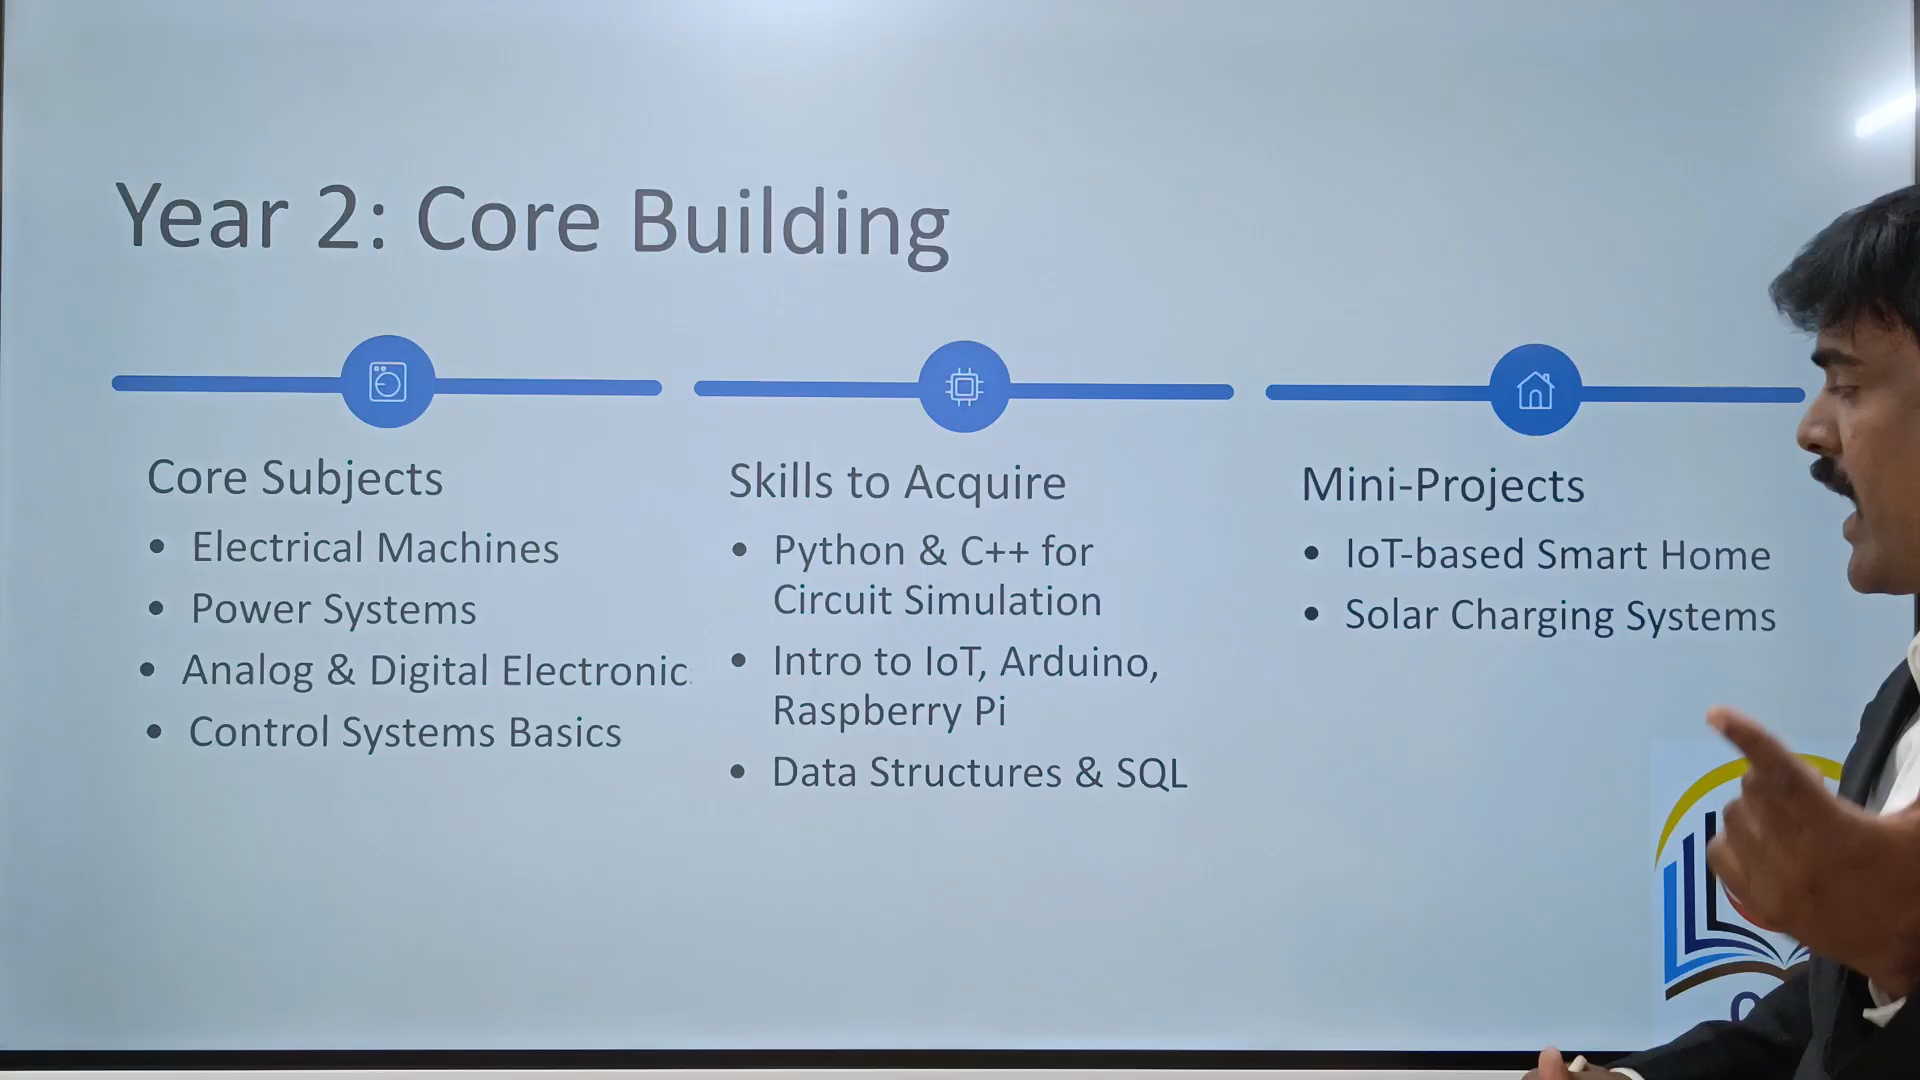 Year 2: Core Building
Core Subjects
• Electrical Machines
• Power Systems
• Analog & Digital Electronic
• Control Systems Basics
Skills to Acquire
• Python & C++ for
Circuit Simulation
• Intro to IoT, Arduino,
Raspberry Pi
• Data Structures & SQL
Mini-Projects
• IoT-based Smart Home
• Solar Charging Systems